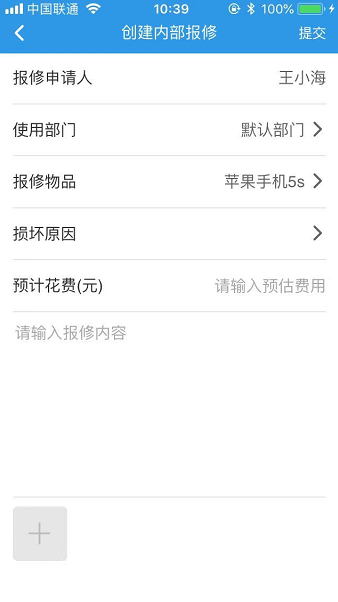 中国联通 10:39 100%
创建内部报修 提交
报修申请人 王小海
使用部门 默认部门
报修物品 苹果手机5s
损坏原因
预计花费(元) 请输入预估费用
请输入报修内容